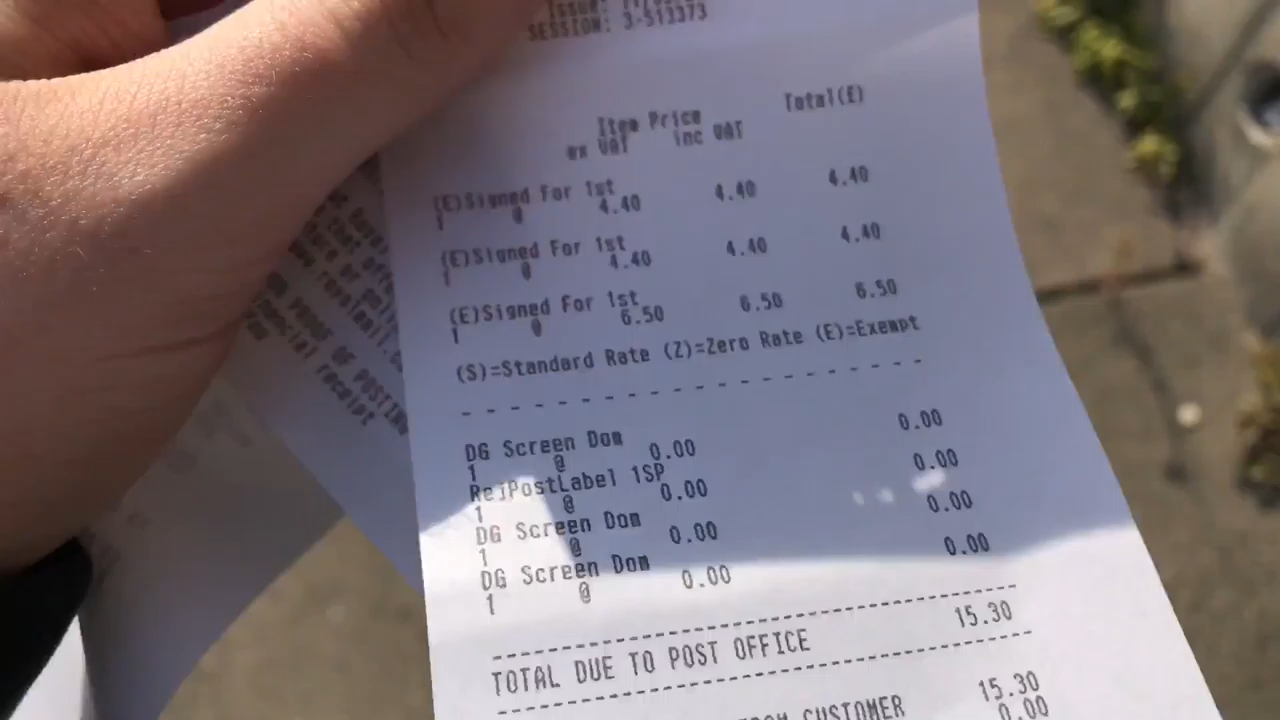 SESSION: 3-513373
Item Price Total(£)
ex VAT inc VAT
(E)Signed For 1st
1 @ 4.40 4.40 4.40
(E)Signed For 1st
1 @ 4.40 4.40 4.40
(E)Signed For 1st
1 @ 6.50 6.50 6.50
(S)=Standard Rate (Z)=Zero Rate (E)=Exempt
DG Screen Dom
1 @ 0.00 0.00
RejPostLabel 1SP
1 @ 0.00 0.00
DG Screen Dom
1 @ 0.00 0.00
DG Screen Dom
1 @ 0.00 0.00
TOTAL DUE TO POST OFFICE 15.30
CUSTOMER 15.30
0.00
PROOF OF POSTING
receipt